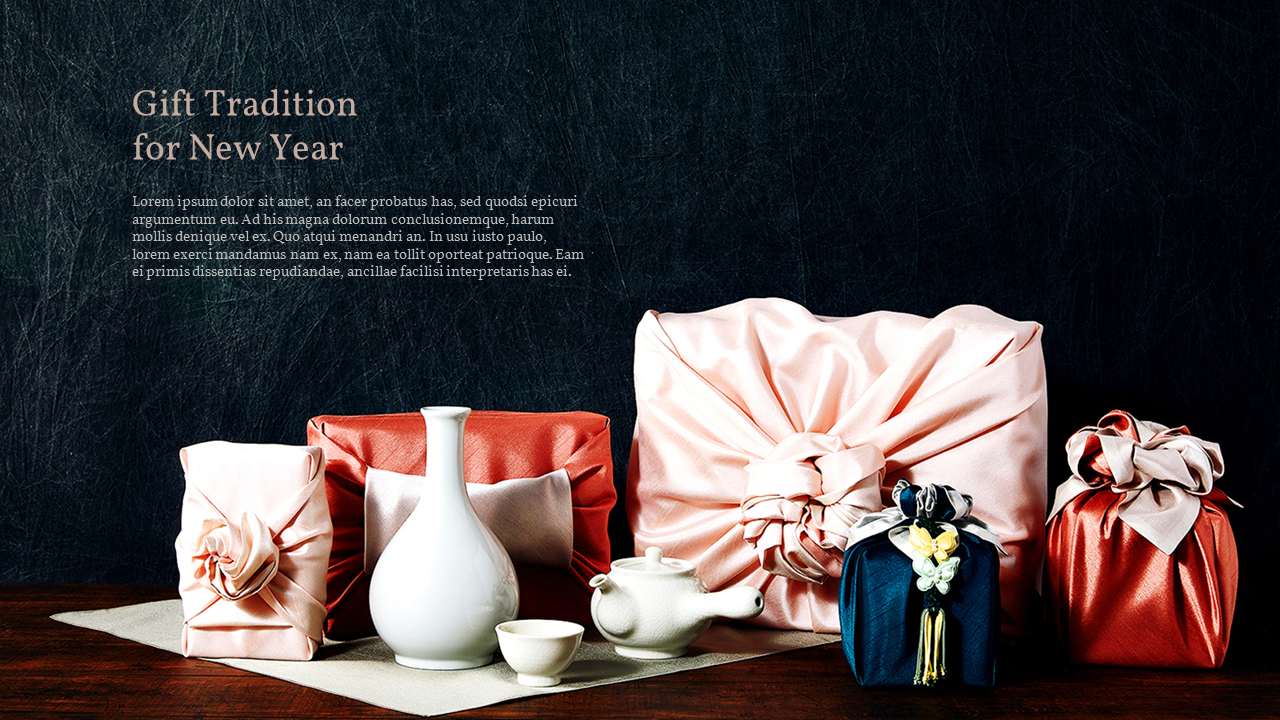 Gift Tradition
for New Year
Lorem ipsum dolor sit amet, an facer probatus has, sed quodsi epicuri
argumentum eu. Ad his magna dolorum conclusionemque, harum
mollis denique vel ex. Quo atqui menandri an. In usu iusto paulo,
lorem exerci mandamus nam ex, nam ea tollit oporteat patrioque. Eam
ei primis dissentias repudiandae, ancillae facilisi interpretaris has ei.